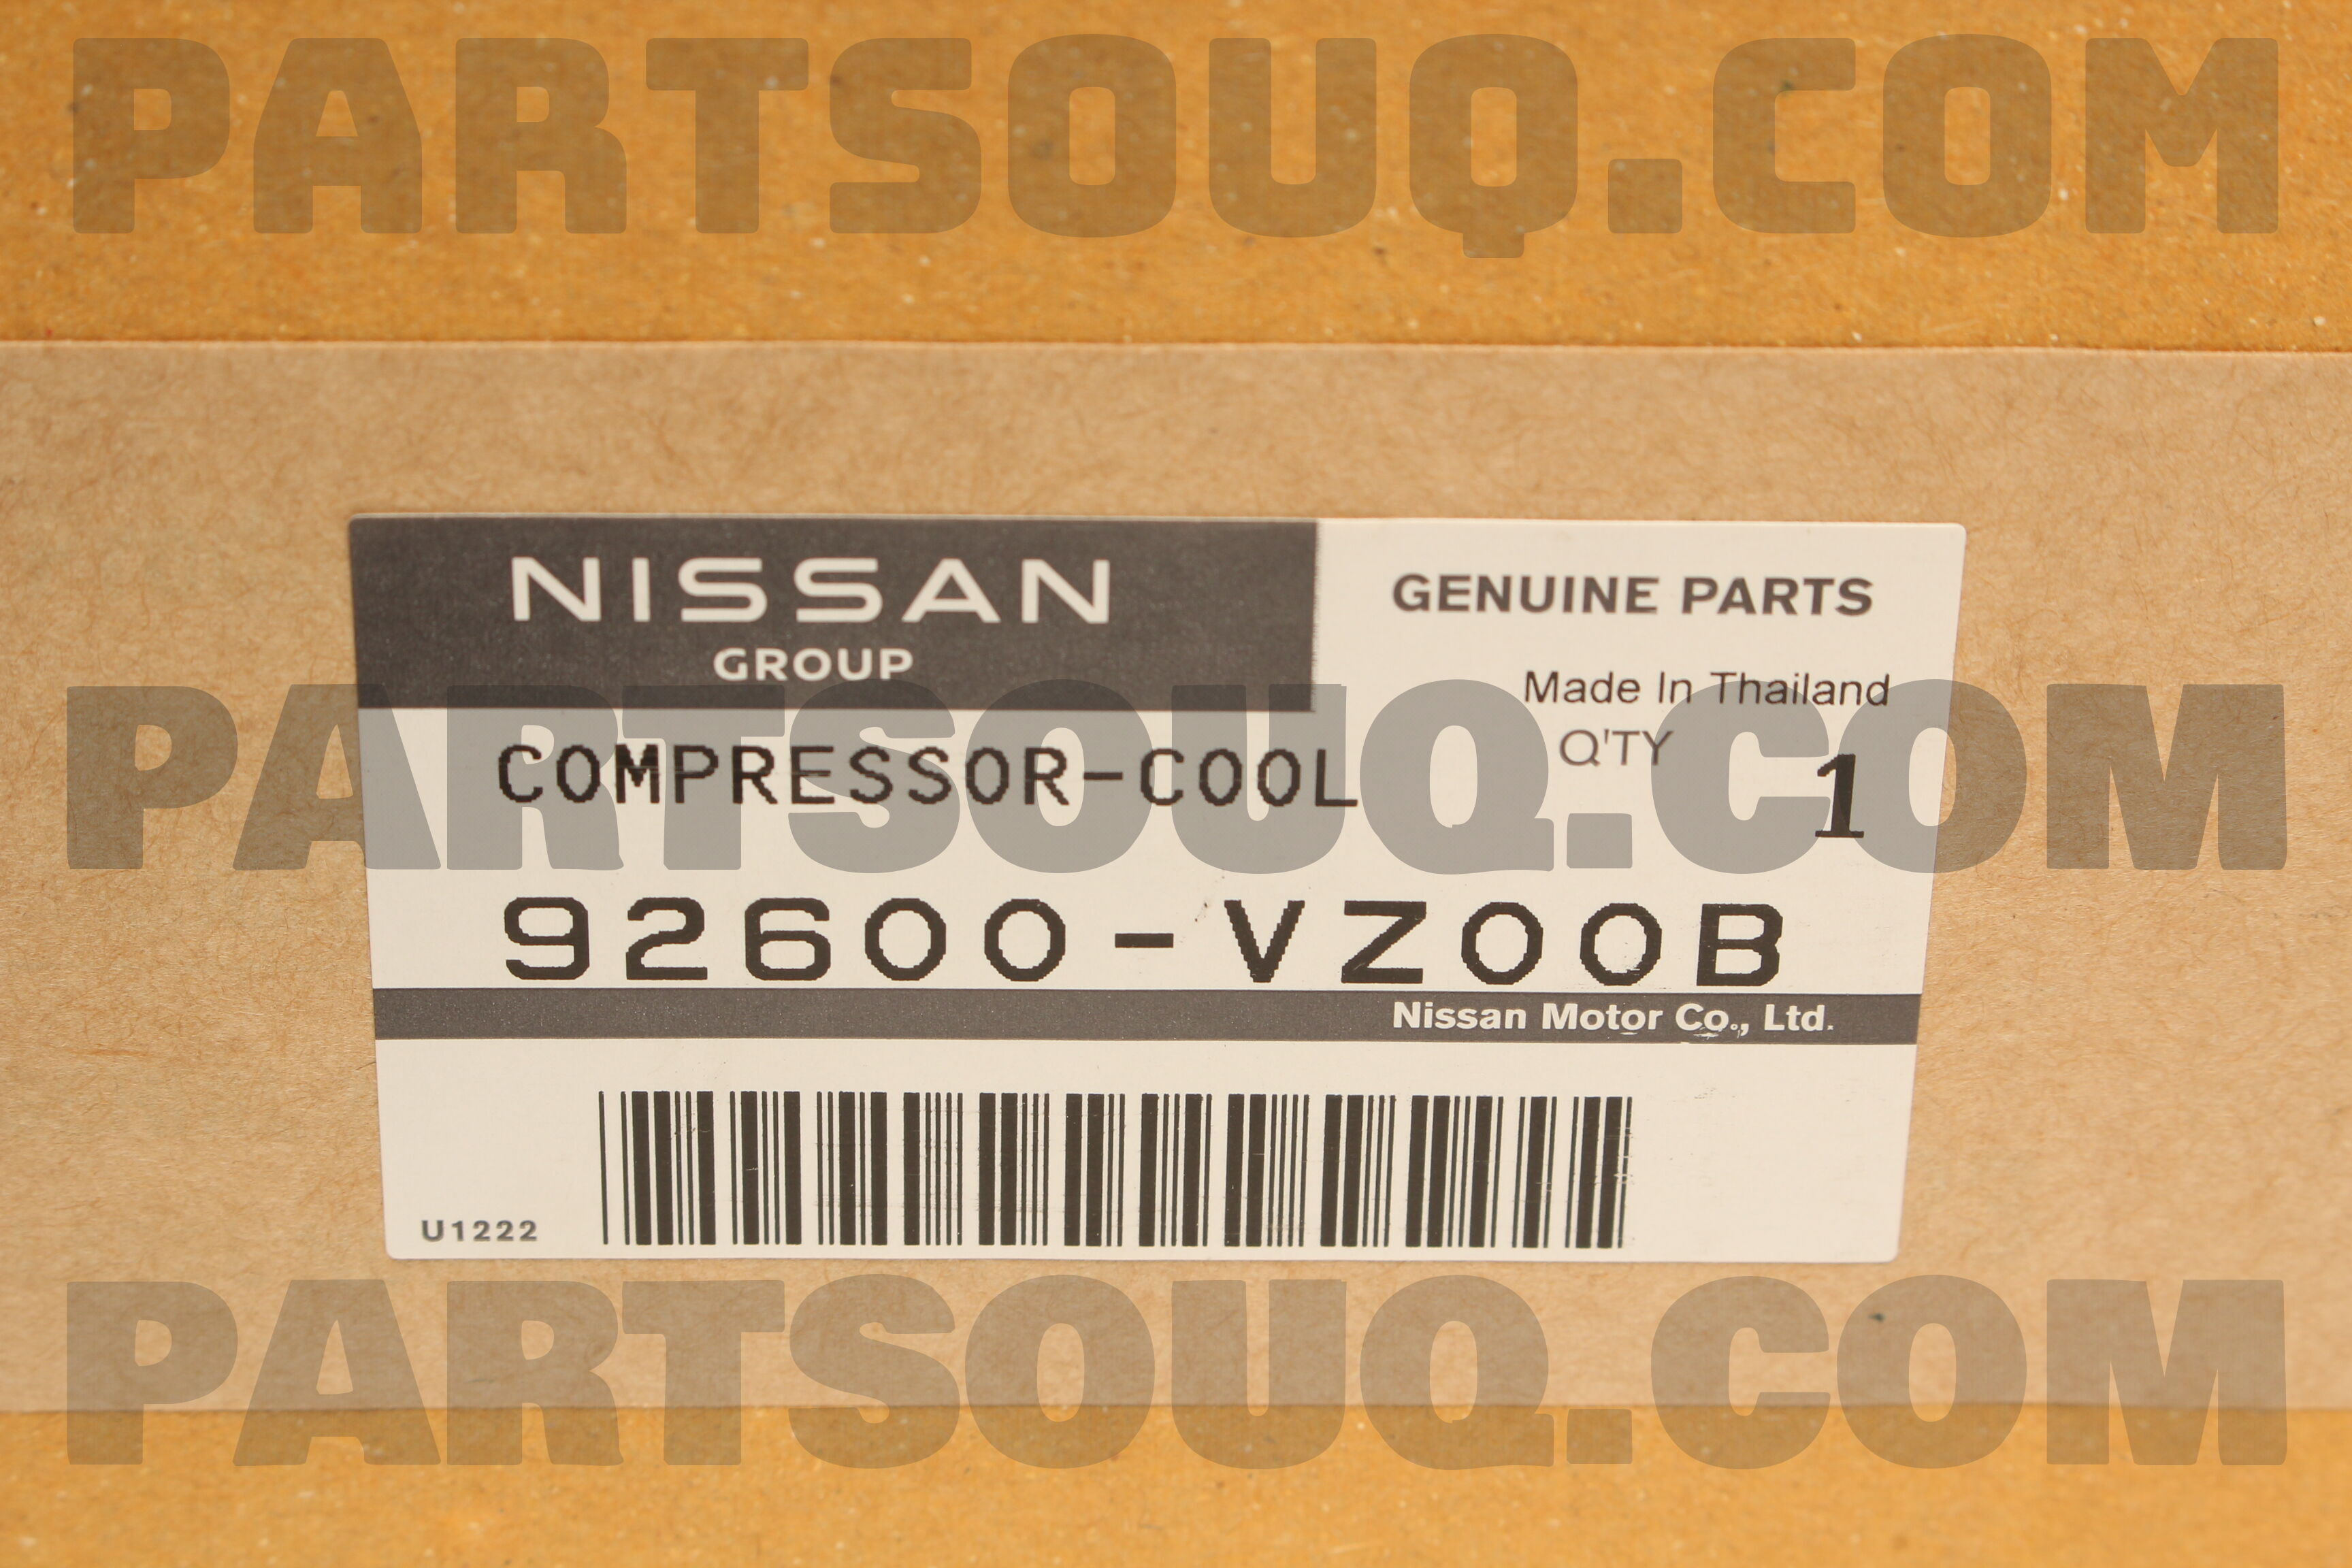 PARTSOUQ.COM
NISSAN
GROUP
GENUINE PARTS
Made In Thailand
PARTSOUQ.COM
COMPRESSOR-COOL
Q'TY
1
92600-VZ00B
Nissan Motor Co., Ltd.
U1222
PARTSOUQ.COM